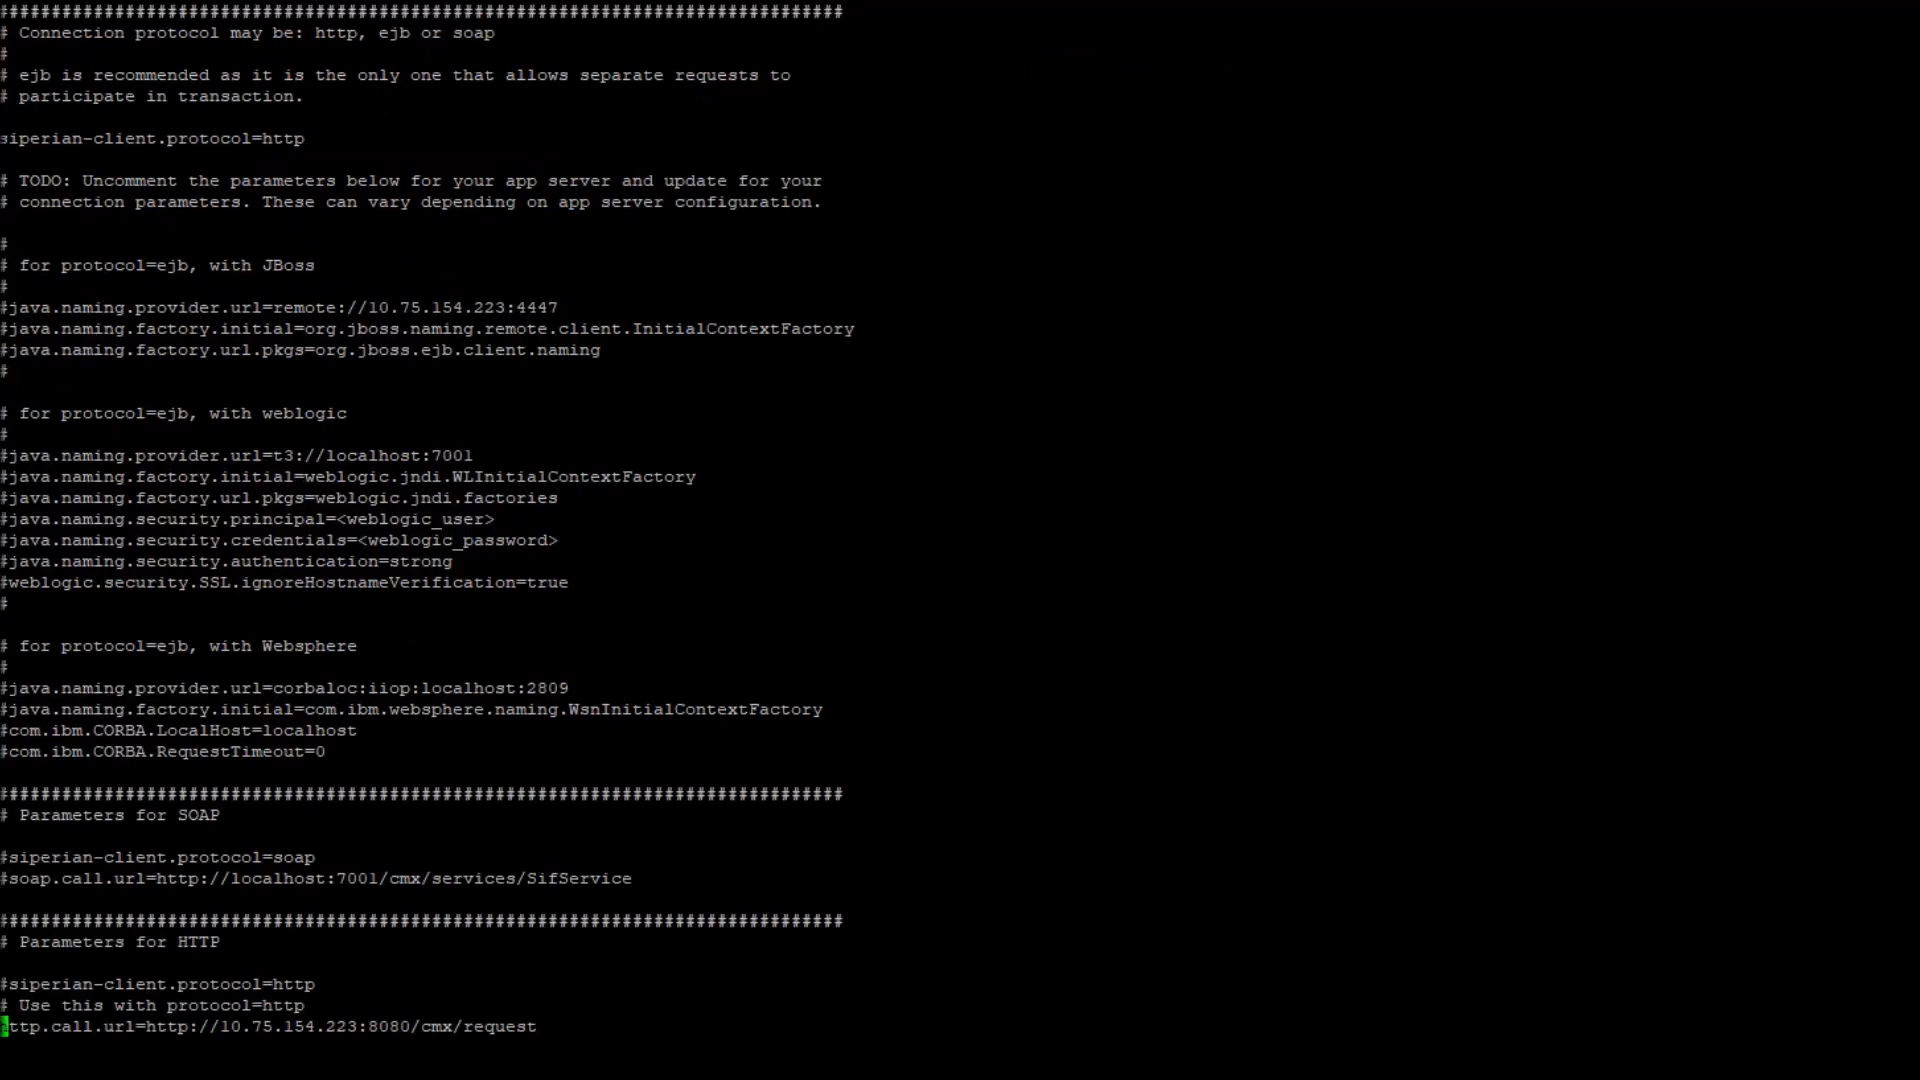 ################################################################################
# Connection protocol may be: http, ejb or soap
#
# ejb is recommended as it is the only one that allows separate requests to
# participate in transaction.
siperian-client.protocol=http
# TODO: Uncomment the parameters below for your app server and update for your
# connection parameters. These can vary depending on app server configuration.
#
# for protocol=ejb, with JBoss
#
#java.naming.provider.url=remote://10.75.154.223:4447
#java.naming.factory.initial=org.jboss.naming.remote.client.InitialContextFactory
#java.naming.factory.url.pkgs=org.jboss.ejb.client.naming
#
# for protocol=ejb, with weblogic
#
#java.naming.provider.url=t3://localhost:7001
#java.naming.factory.initial=weblogic.jndi.WLInitialContextFactory
#java.naming.factory.url.pkgs=weblogic.jndi.factories
#java.naming.security.principal=<weblogic_user>
#java.naming.security.credentials=<weblogic_password>
#java.naming.security.authentication=strong
#weblogic.security.SSL.ignoreHostnameVerification=true
#
# for protocol=ejb, with Websphere
#
#java.naming.provider.url=corbaloc:iiop:localhost:2809
#java.naming.factory.initial=com.ibm.websphere.naming.WsnInitialContextFactory
#com.ibm.CORBA.LocalHost=localhost
#com.ibm.CORBA.RequestTimeout=0
################################################################################
# Parameters for SOAP
#siperian-client.protocol=soap
#soap.call.url=http://localhost:7001/cmx/services/SifService
################################################################################
# Parameters for HTTP
#siperian-client.protocol=http
# Use this with protocol=http
http.call.url=http://10.75.154.223:8080/cmx/request